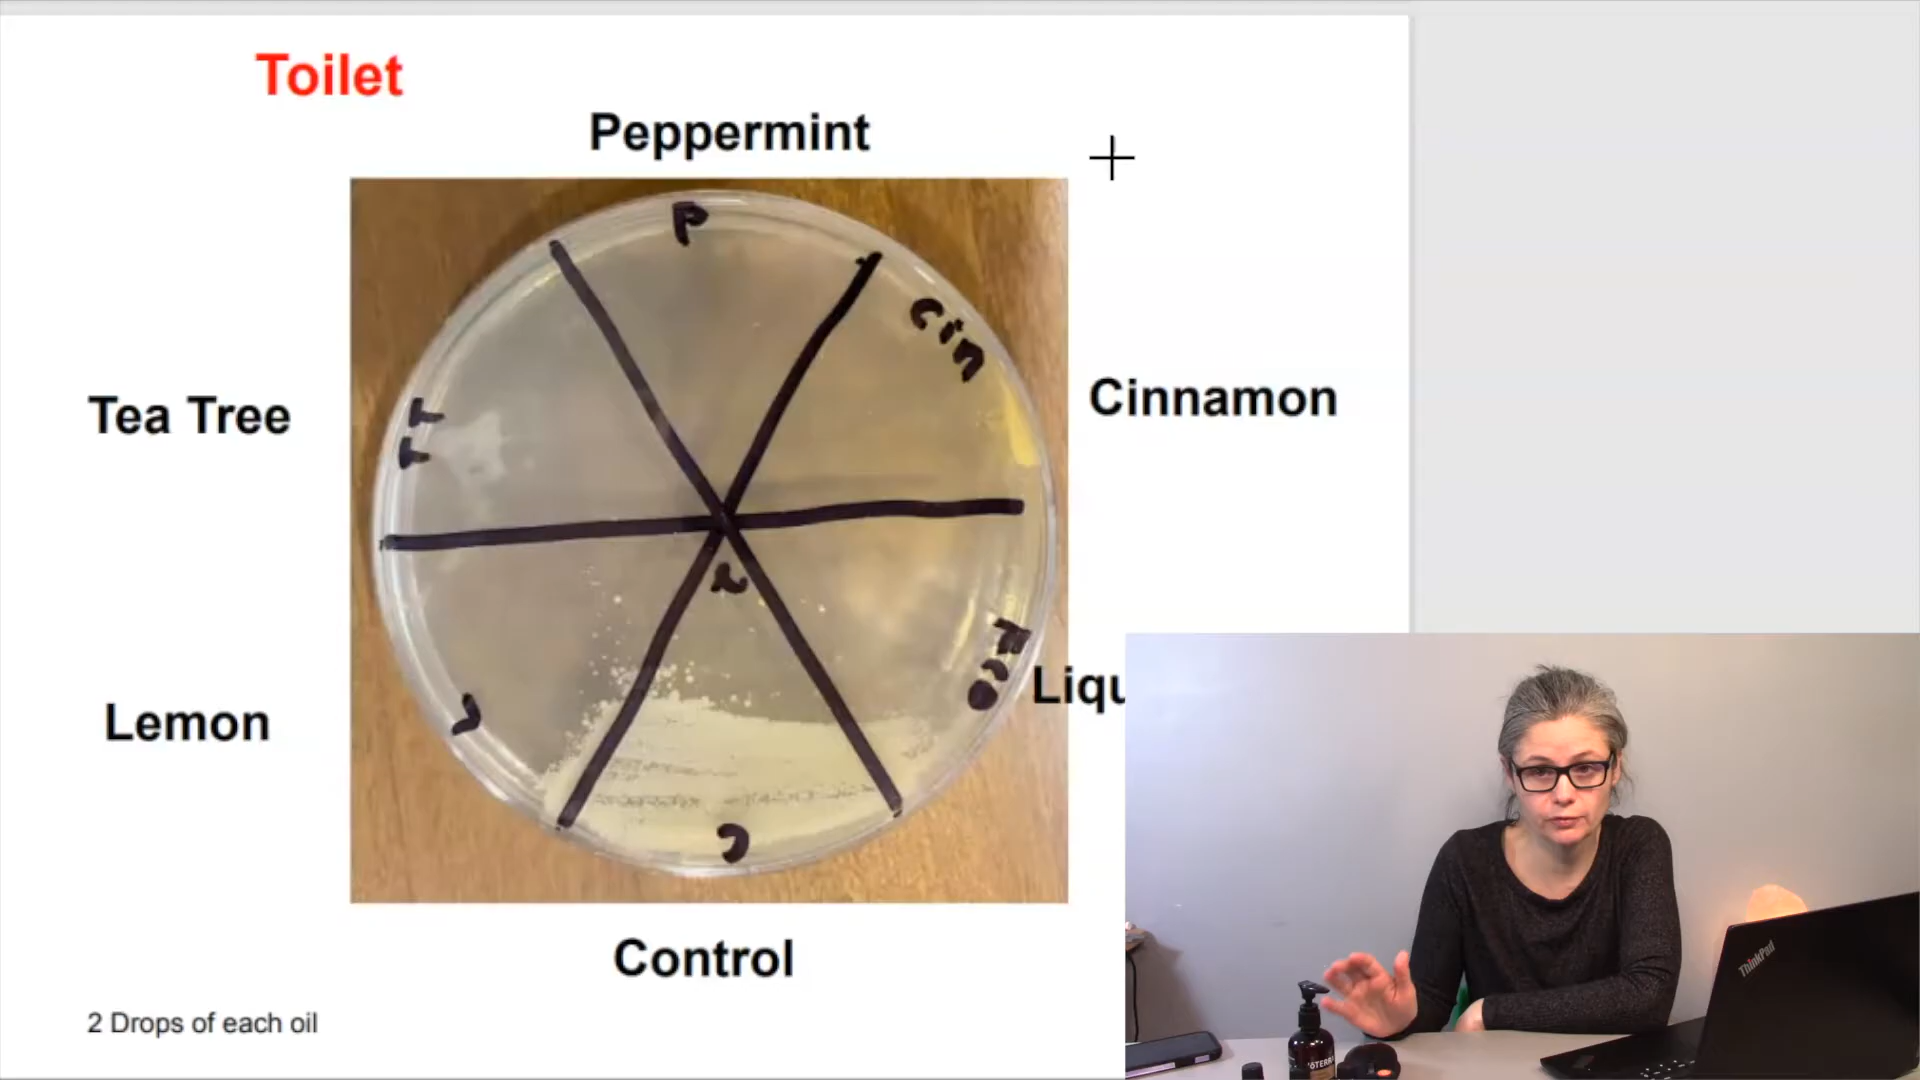 Toilet
Peppermint
P
Cin
Tea Tree
TT
Cinnamon
Lemon
L
C
Control
2 Drops of each oil
ThinkPad